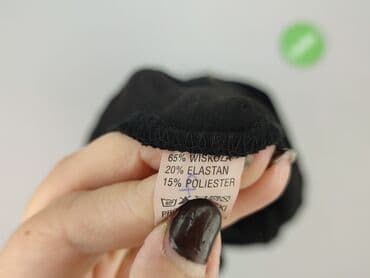 65% WISKOZA
20% ELASTAN
15% POLIESTER